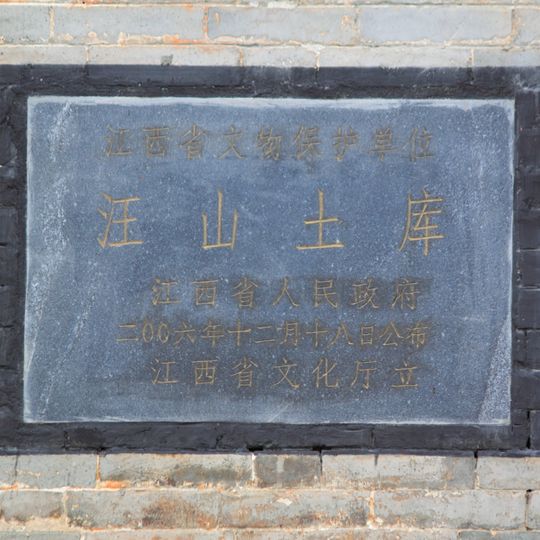 江西省文物保护单位
汪山土库
江西省人民政府
二00六年十二月十八日公布
江西省文化厅立